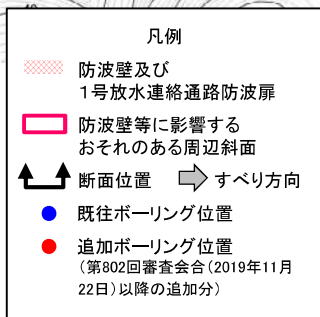 凡例
防波壁及び
1号放水連絡通路防波扉
防波壁等に影響する
おそれのある周辺斜面
断面位置 すべり方向
既往ボーリング位置
追加ボーリング位置
(第802回審査会合(2019年11月
22日)以降の追加分)